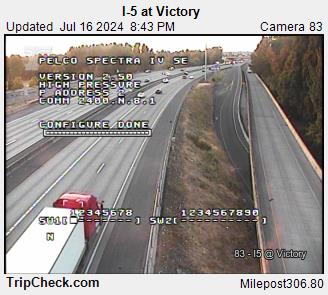 I-5 at Victory
Updated Jul 16 2024 8:43 PM Camera 83
PELCO SPECTRA IV SE
VERSION 2.50
HIGH PRESSURE
P ADDRESS 2
COMM 2400,N,8,1
CONFIGURE DONE
12345678 1234567890
SW1[■-------] SW2[----------]
N
83 - I5 @ Victory
TripCheck.com Milepost306.80